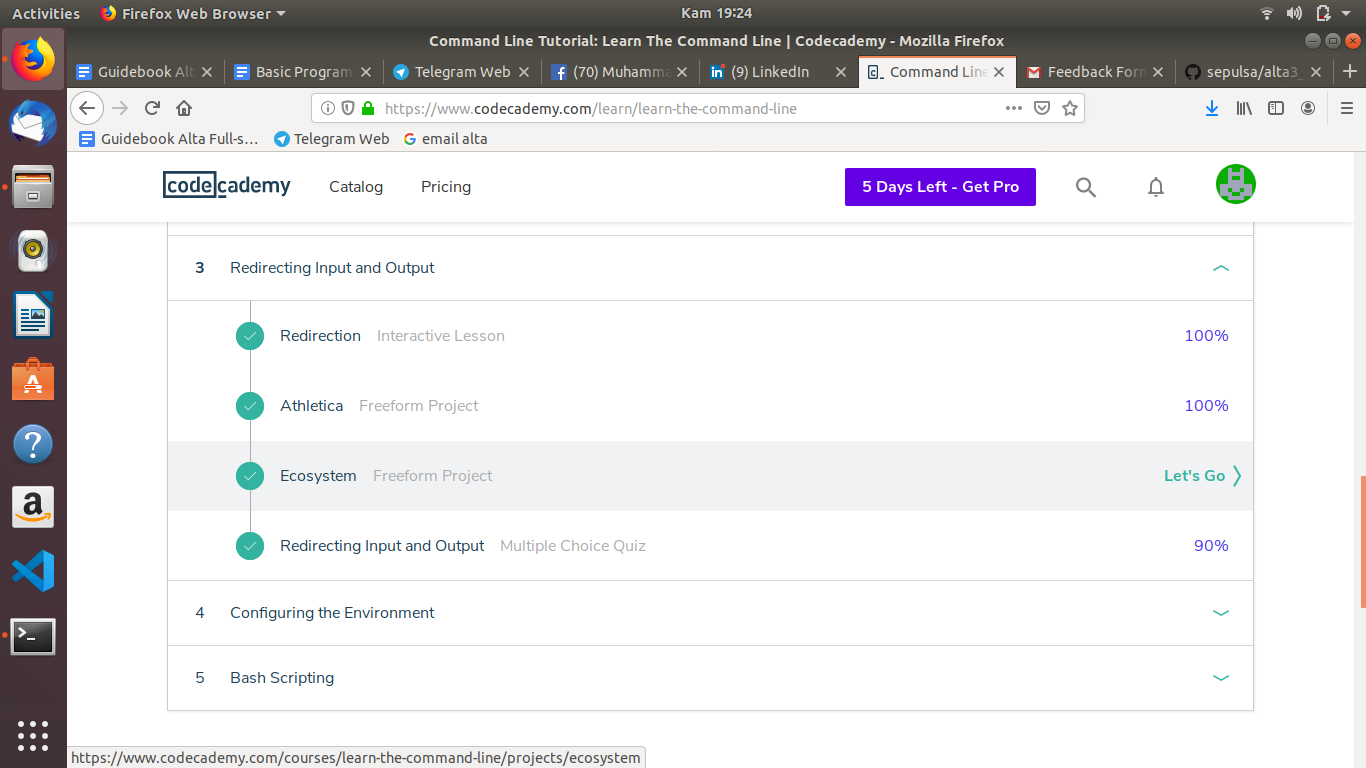 Activities Firefox Web Browser Kam 19:24
Command Line Tutorial: Learn The Command Line | Codecademy - Mozilla Firefox
Guidebook Alt Basic Program Telegram Web (70) Muhamma (9) LinkedIn Command Line Feedback Form sepulsa/alta3_
https://www.codecademy.com/learn/learn-the-command-line
Guidebook Alta Full-s… Telegram Web email alta
codecademy Catalog Pricing 5 Days Left - Get Pro
3 Redirecting Input and Output
Redirection Interactive Lesson 100%
Athletica Freeform Project 100%
Ecosystem Freeform Project Let's Go
Redirecting Input and Output Multiple Choice Quiz 90%
4 Configuring the Environment
5 Bash Scripting
https://www.codecademy.com/courses/learn-the-command-line/projects/ecosystem